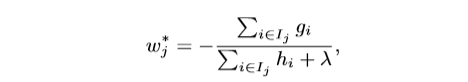 $$w_j^* = -\frac{\sum_{i \in I_j} g_i}{\sum_{i \in I_j} h_i + \lambda},$$